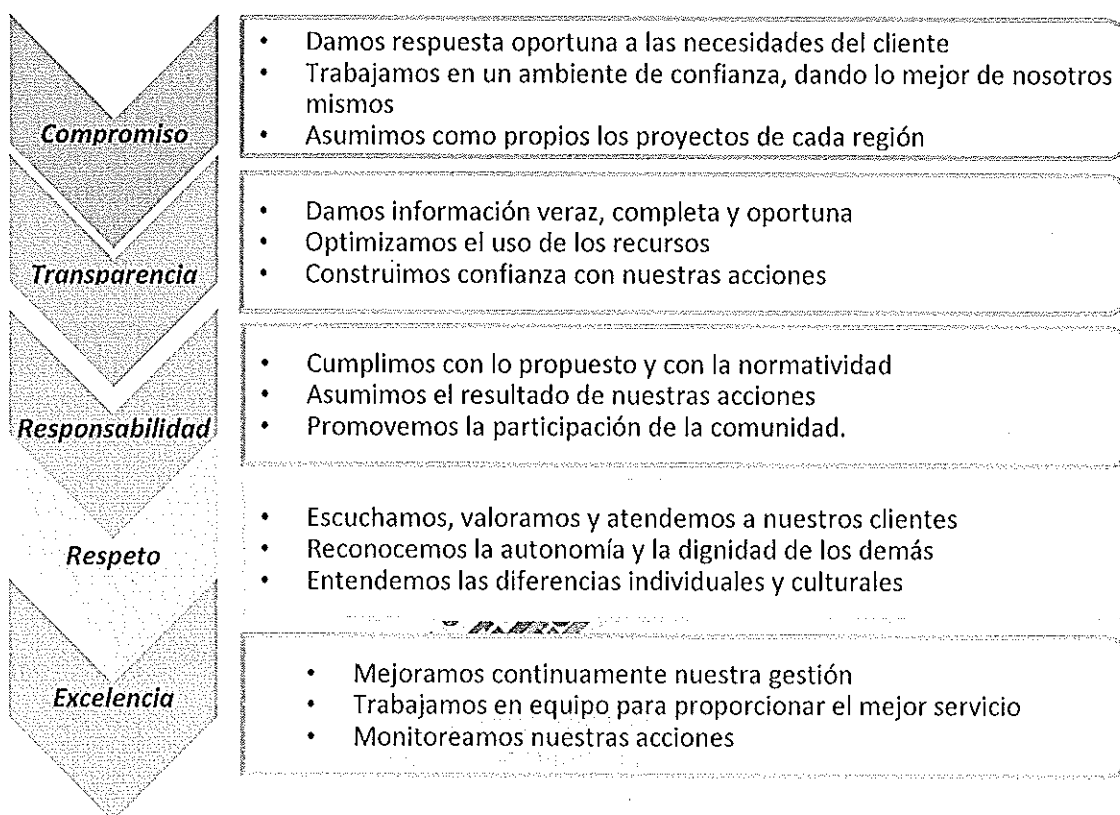 Compromiso
• Damos respuesta oportuna a las necesidades del cliente
• Trabajamos en un ambiente de confianza, dando lo mejor de nosotros
mismos
• Asumimos como propios los proyectos de cada región
Transparencia
• Damos información veraz, completa y oportuna
• Optimizamos el uso de los recursos
• Construimos confianza con nuestras acciones
Responsabilidad
• Cumplimos con lo propuesto y con la normatividad
• Asumimos el resultado de nuestras acciones
• Promovemos la participación de la comunidad.
Respeto
• Escuchamos, valoramos y atendemos a nuestros clientes
• Reconocemos la autonomía y la dignidad de los demás
• Entendemos las diferencias individuales y culturales
Excelencia
• Mejoramos continuamente nuestra gestión
• Trabajamos en equipo para proporcionar el mejor servicio
• Monitoreamos nuestras acciones